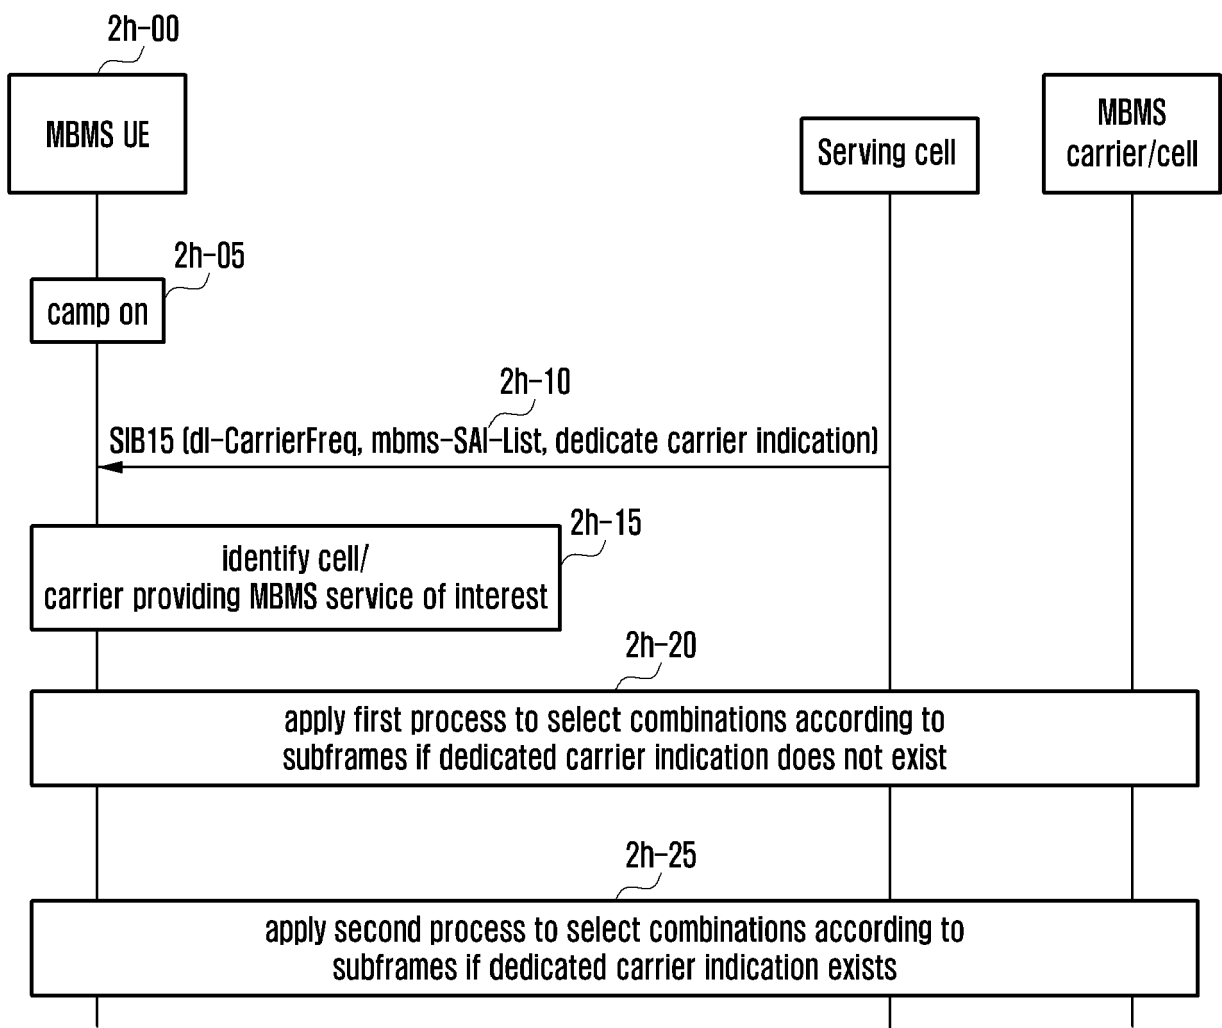 2h-00
MBMS UE
Serving cell
MBMS
carrier/cell
2h-05
camp on
2h-10
SIB15 (dl-CarrierFreq, mbms-SAI-List, dedicate carrier indication)
2h-15
identify cell/
carrier providing MBMS service of interest
2h-20
apply first process to select combinations according to
subframes if dedicated carrier indication does not exist
2h-25
apply second process to select combinations according to
subframes if dedicated carrier indication exists